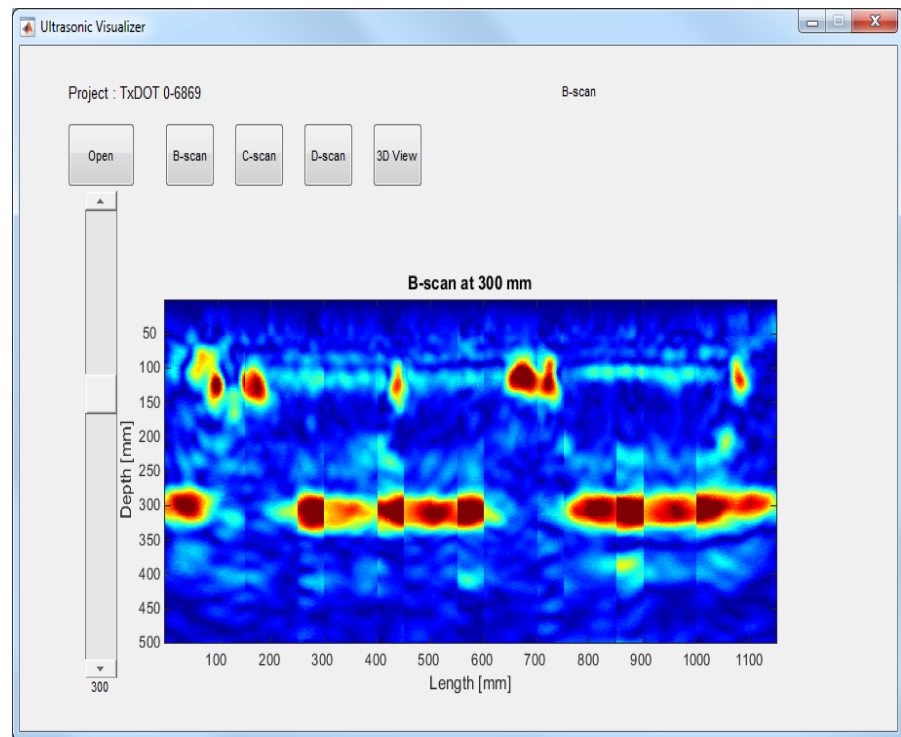 Ultrasonic Visualizer
Project : TxDOT 0-6869
B-scan
Open
B-scan
C-scan
D-scan
3D View
B-scan at 300 mm
50
100
150
200
250
300
350
400
450
500
Depth [mm]
100 200 300 400 500 600 700 800 900 1000 1100
Length [mm]
300